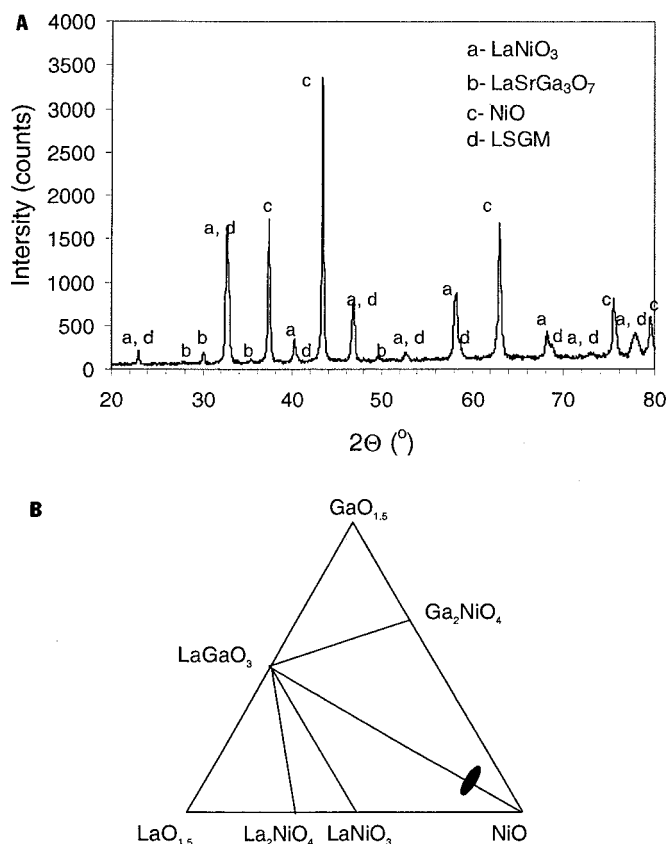 A
Intersity (counts)
4000
3500
3000
2500
2000
1500
1000
500
0
a- LaNiO₃
b- LaSrGa₃O₇
c- NiO
d- LSGM
a, d
b
b
a, d
b
c
a
d
c
a, d
b
a, d
a
d
c
a
d
a, d
c
a, d
c
20
30
40
50
60
70
80
2Θ (°)
B
GaO₁.₅
Ga₂NiO₄
LaGaO₃
LaO₁.₅
La₂NiO₄
LaNiO₃
NiO